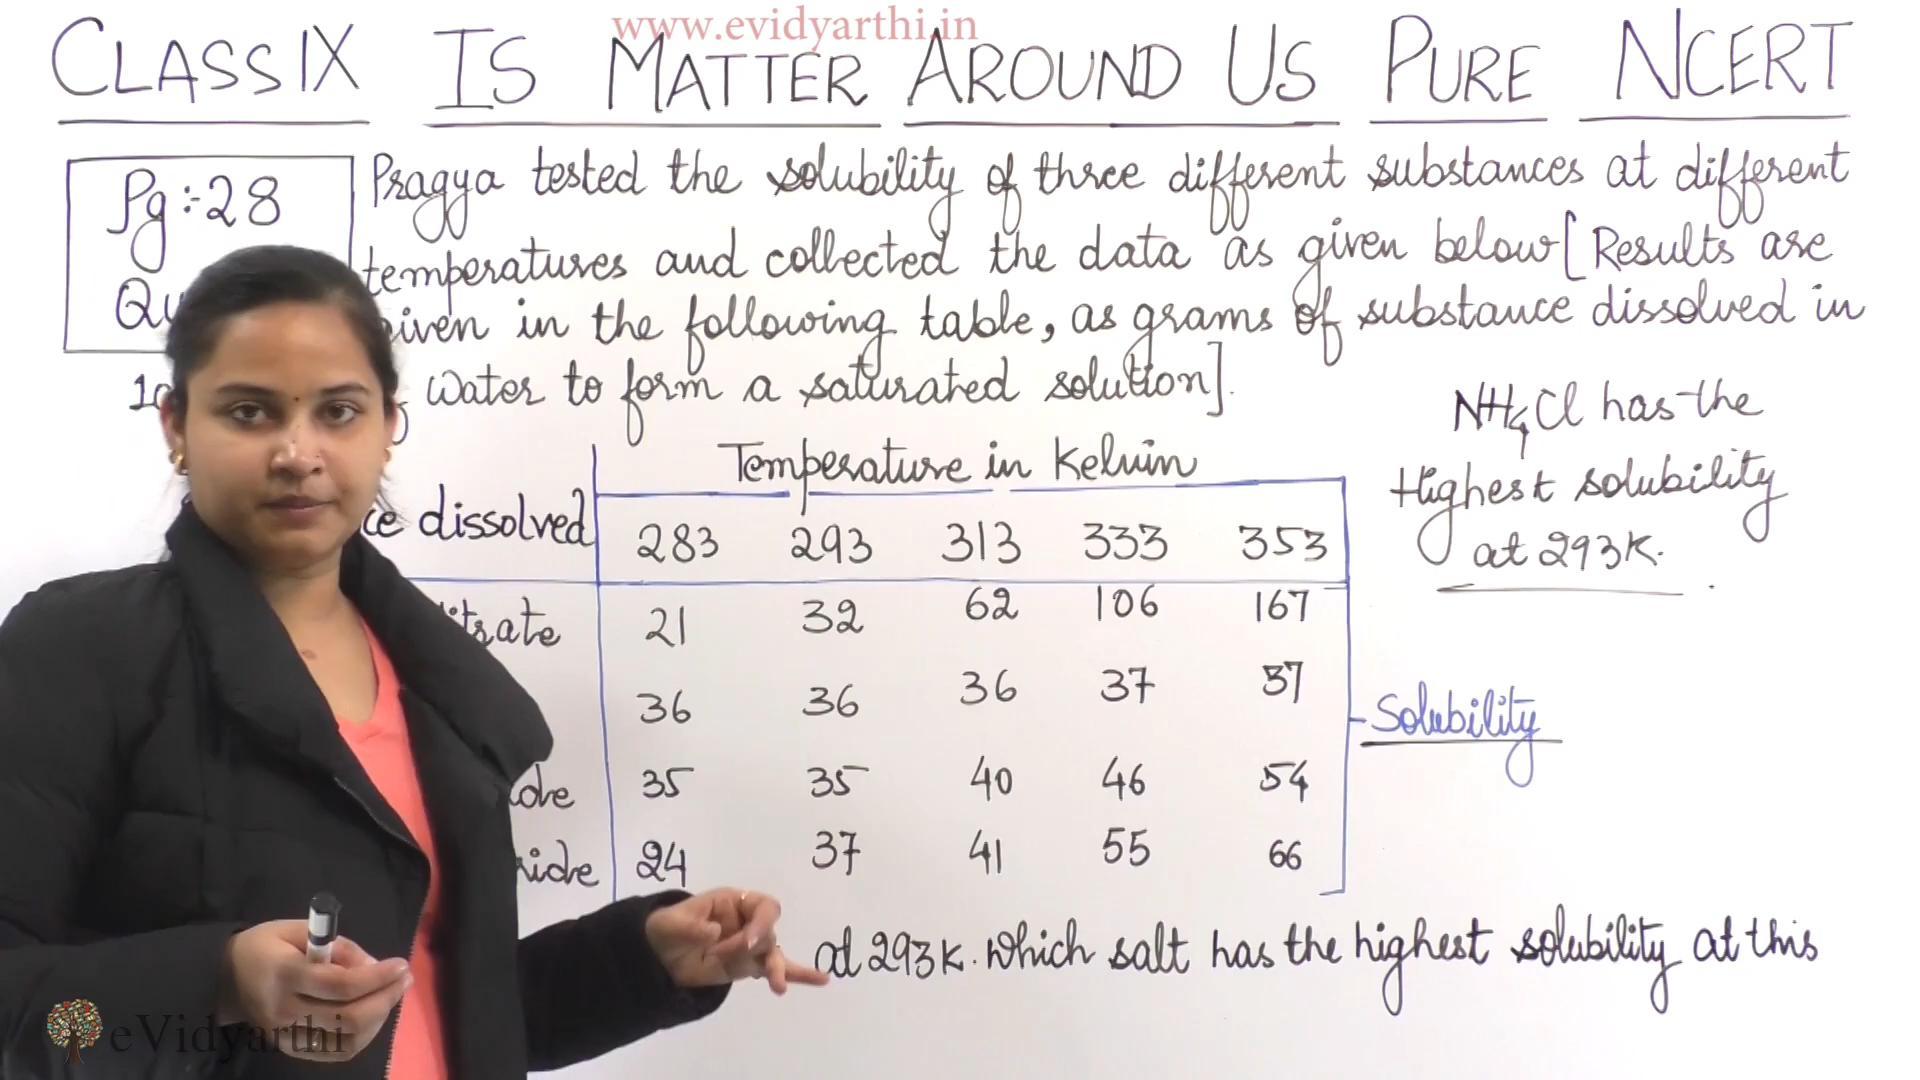 www.evidyarthi.in
CLASS IX IS MATTER AROUND US PURE NCERT
Pg:-28
Pragya tested the solubility of three different substances at different
temperatures and collected the data as given below [Results are
given in the following table, as grams of substance dissolved in
water to form a saturated solution].
NH4Cl has the
Highest solubility
at 293K.
Temperature in Kelvin
dissolved 283 293 313 333 353
21 32 62 106 167
36 36 36 37 37
35 35 40 46 54
24 37 41 55 66
Solubility
at 293K. Which salt has the highest solubility at this
eVidyarthi